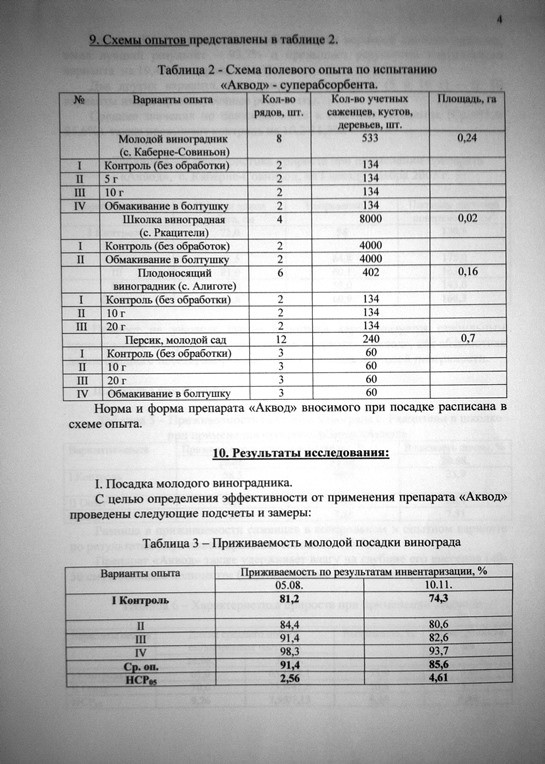 4
9. Схемы опытов представлены в таблице 2.
Таблица 2 - Схема полевого опыта по испытанию
«Аквод» - суперабсорбента.
№ Варианты опыта Кол-во рядов, шт. Кол-во учетных саженцев, кустов, деревьев, шт. Площадь, га
Молодой виноградник (с. Каберне-Совиньон) 8 533 0,24
I Контроль (без обработки) 2 134
II 5 г 2 134
III 10 г 2 134
IV Обмакивание в болтушку 2 134
Школка виноградная (с. Ркацители) 4 8000 0,02
I Контроль (без обработок) 2 4000
II Обмакивание в болтушку 2 4000
Плодоносящий виноградник (с. Алиготе) 6 402 0,16
I Контроль (без обработки) 2 134
II 10 г 2 134
III 20 г 2 134
Персик, молодой сад 12 240 0,7
I Контроль (без обработки) 3 60
II 10 г 3 60
III 20 г 3 60
IV Обмакивание в болтушку 3 60
Норма и форма препарата «Аквод» вносимого при посадке расписана в
схеме опыта.
10. Результаты исследования:
I. Посадка молодого виноградника.
С целью определения эффективности от применения препарата «Аквод»
проведены следующие подсчеты и замеры:
Таблица 3 – Приживаемость молодой посадки винограда
Варианты опыта Приживаемость по результатам инвентаризации, %
05.08. 10.11.
I Контроль 81,2 74,3
II 84,4 80,6
III 91,4 82,6
IV 98,3 93,7
Ср. оп. 91,4 85,6
НСР05 2,56 4,61